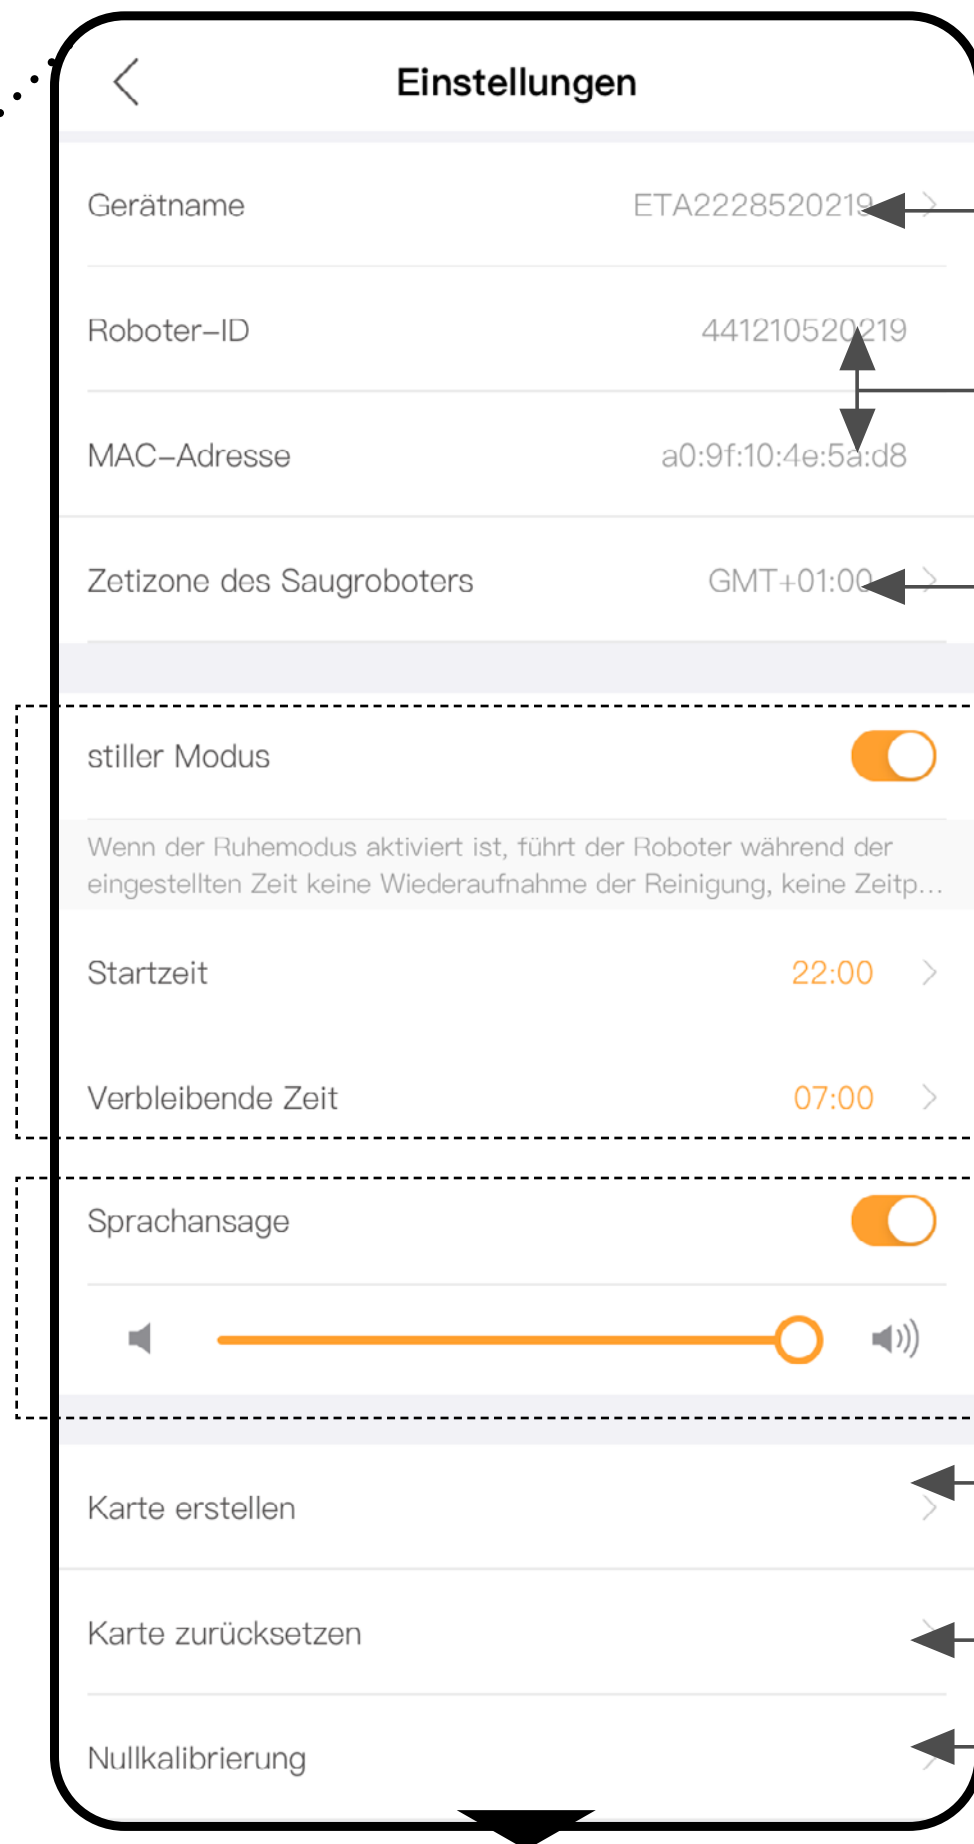 Einstellungen
Gerätname ETA2228520219
Roboter-ID 441210520219
MAC-Adresse a0:9f:10:4e:5a:d8
Zetizone des Saugroboters GMT+01:00
stiller Modus
Wenn der Ruhemodus aktiviert ist, führt der Roboter während der
eingestellten Zeit keine Wiederaufnahme der Reinigung, keine Zeitp...
Startzeit 22:00
Verbleibende Zeit 07:00
Sprachansage
Karte erstellen
Karte zurücksetzen
Nullkalibrierung